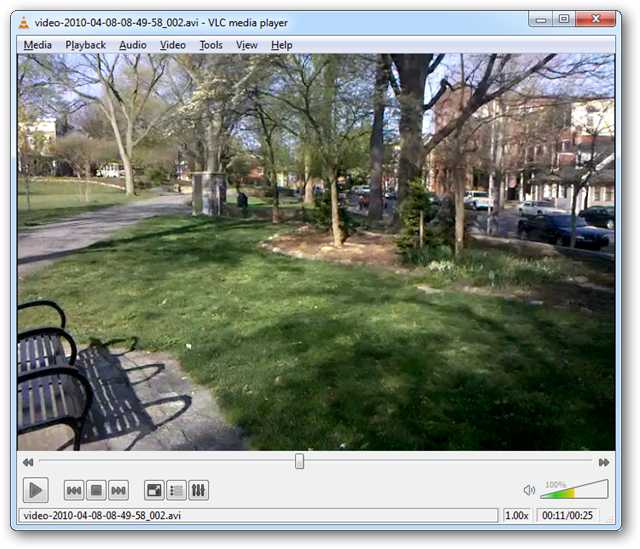 video-2010-04-08-08-49-58_002.avi - VLC media player
Media Playback Audio Video Tools View Help
100%
video-2010-04-08-08-49-58_002.avi 1.00x 00:11/00:25